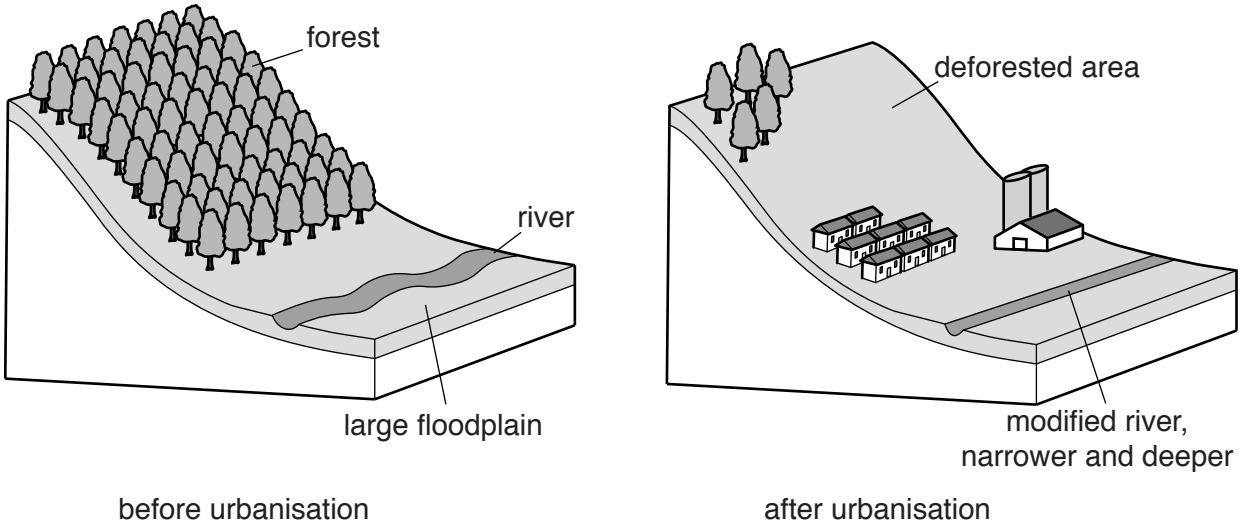 forest
river
large floodplain
before urbanisation
deforested area
modified river,
narrower and deeper
after urbanisation